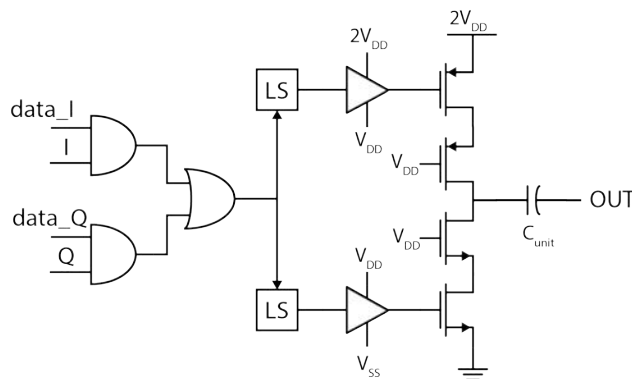 2V_DD
2V_DD
LS
data_I
I
V_DD
V_DD
OUT
data_Q
Q
V_DD
C_unit
V_DD
LS
V_SS